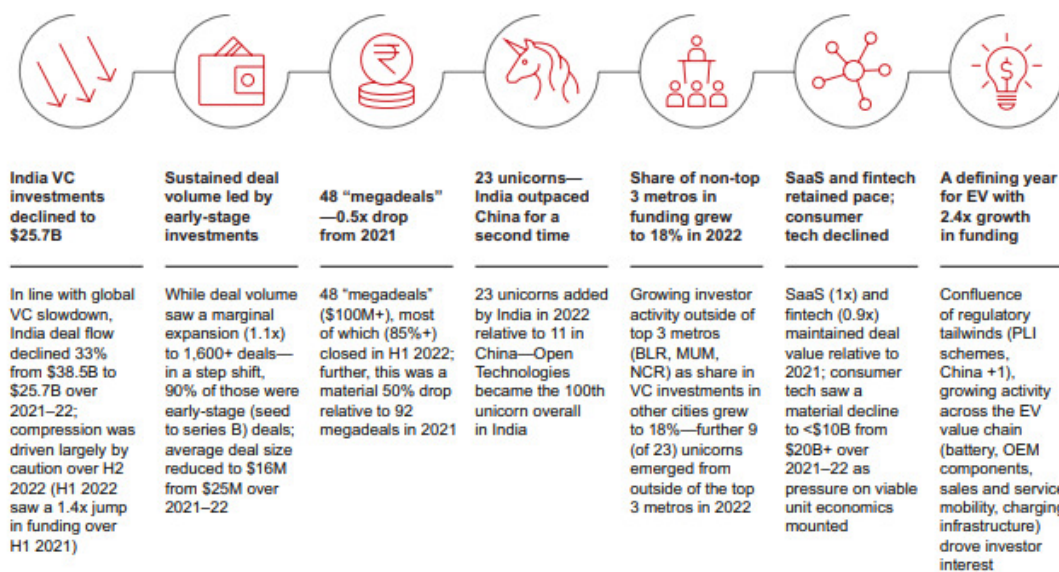 India VC
investments
declined to
$25.7B
In line with global
VC slowdown,
India deal flow
declined 33%
from $38.5B to
$25.7B over
2021–22;
compression was
driven largely by
caution over H2
2022 (H1 2022
saw a 1.4x jump
in funding over
H1 2021)
Sustained deal
volume led by
early-stage
investments
While deal volume
saw a marginal
expansion (1.1x)
to 1,600+ deals—
in a step shift,
90% of those were
early-stage (seed
to series B) deals;
average deal size
reduced to $16M
from $25M over
2021–22
48 “megadeals”
—0.5x drop
from 2021
48 “megadeals”
($100M+), most
of which (85%+)
closed in H1 2022;
further, this was a
material 50% drop
relative to 92
megadeals in 2021
23 unicorns—
India outpaced
China for a
second time
23 unicorns added
by India in 2022
relative to 11 in
China—Open
Technologies
became the 100th
unicorn overall
in India
Share of non-top
3 metros in
funding grew
to 18% in 2022
Growing investor
activity outside of
top 3 metros
(BLR, MUM,
NCR) as share in
VC investments in
other cities grew
to 18%—further 9
(of 23) unicorns
emerged from
outside of the top
3 metros in 2022
SaaS and fintech
retained pace;
consumer
tech declined
SaaS (1x) and
fintech (0.9x)
maintained deal
value relative to
2021; consumer
tech saw a
material decline
to <$10B from
$20B+ over
2021–22 as
pressure on viable
unit economics
mounted
A defining year
for EV with
2.4x growth
in funding
Confluence
of regulatory
tailwinds (PLI
schemes,
China +1),
growing activity
across the EV
value chain
(battery, OEM
components,
sales and service
mobility, charging
infrastructure)
drove investor
interest